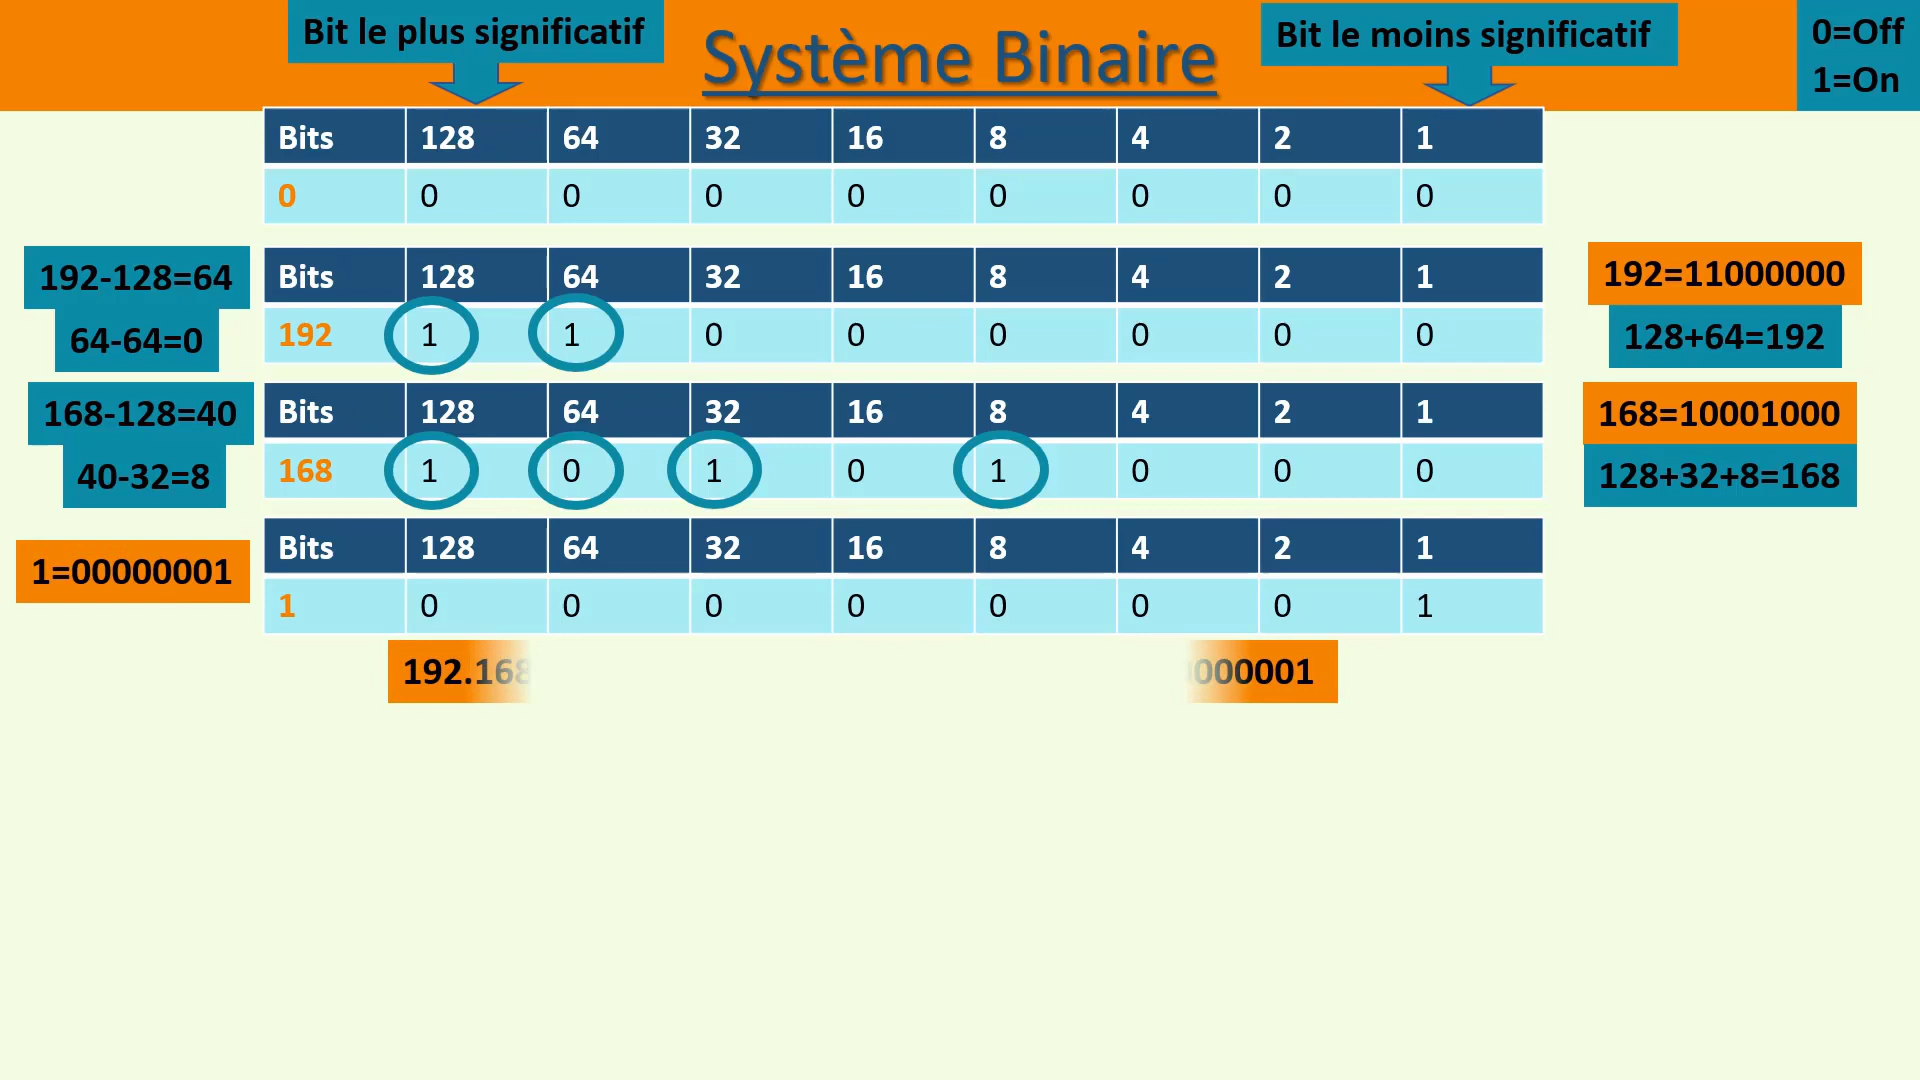 Bit le plus significatif
Système Binaire
Bit le moins significatif
0=Off
1=On
Bits 128 64 32 16 8 4 2 1
0 0 0 0 0 0 0 0 0
192-128=64
64-64=0
Bits 128 64 32 16 8 4 2 1
192 1 1 0 0 0 0 0 0
192=11000000
128+64=192
168-128=40
40-32=8
Bits 128 64 32 16 8 4 2 1
168 1 0 1 0 1 0 0 0
168=10001000
128+32+8=168
1=00000001
Bits 128 64 32 16 8 4 2 1
1 0 0 0 0 0 0 0 1
192.168
000001